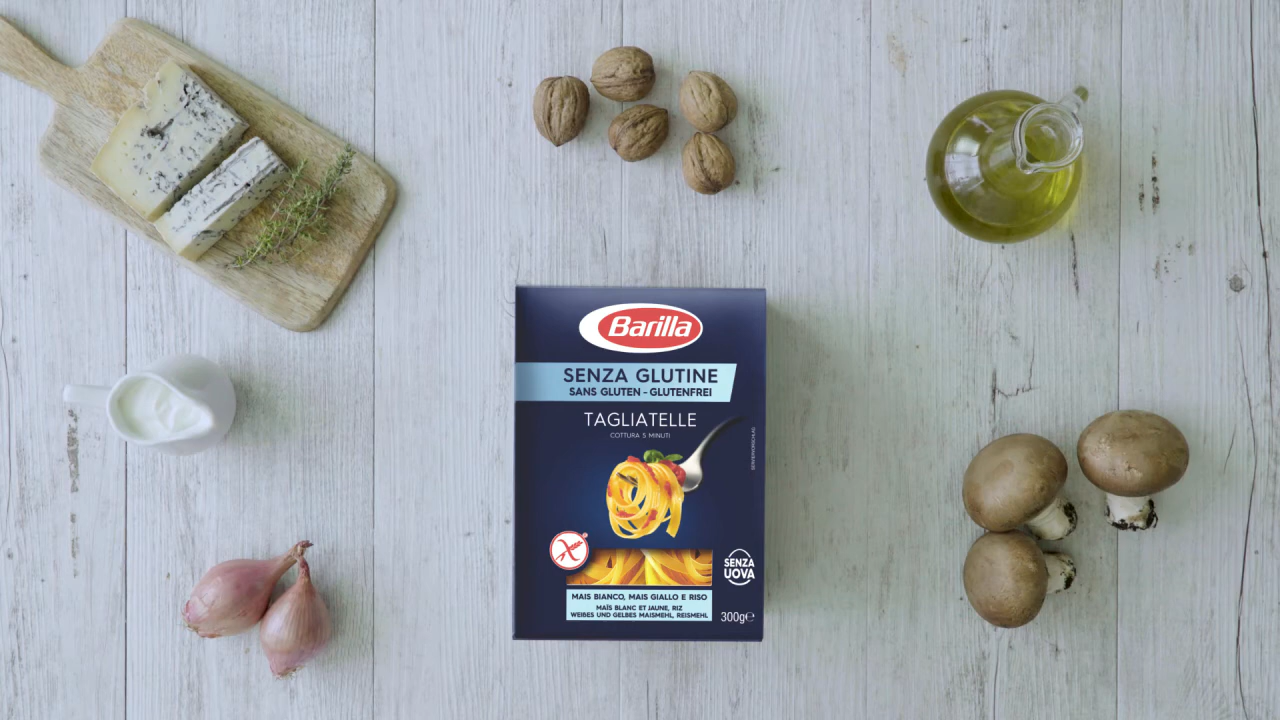 Barilla
SENZA GLUTINE
SANS GLUTEN - GLUTENFREI
TAGLIATELLE
COTTURA 5 MINUTI
SERVIERVORSCHLAG
SENZA
UOVA
MAIS BIANCO, MAIS GIALLO E RISO
MAÏS BLANC ET JAUNE, RIZ
WEIßES UND GELBES MAISMEHL, REISMEHL
300g℮